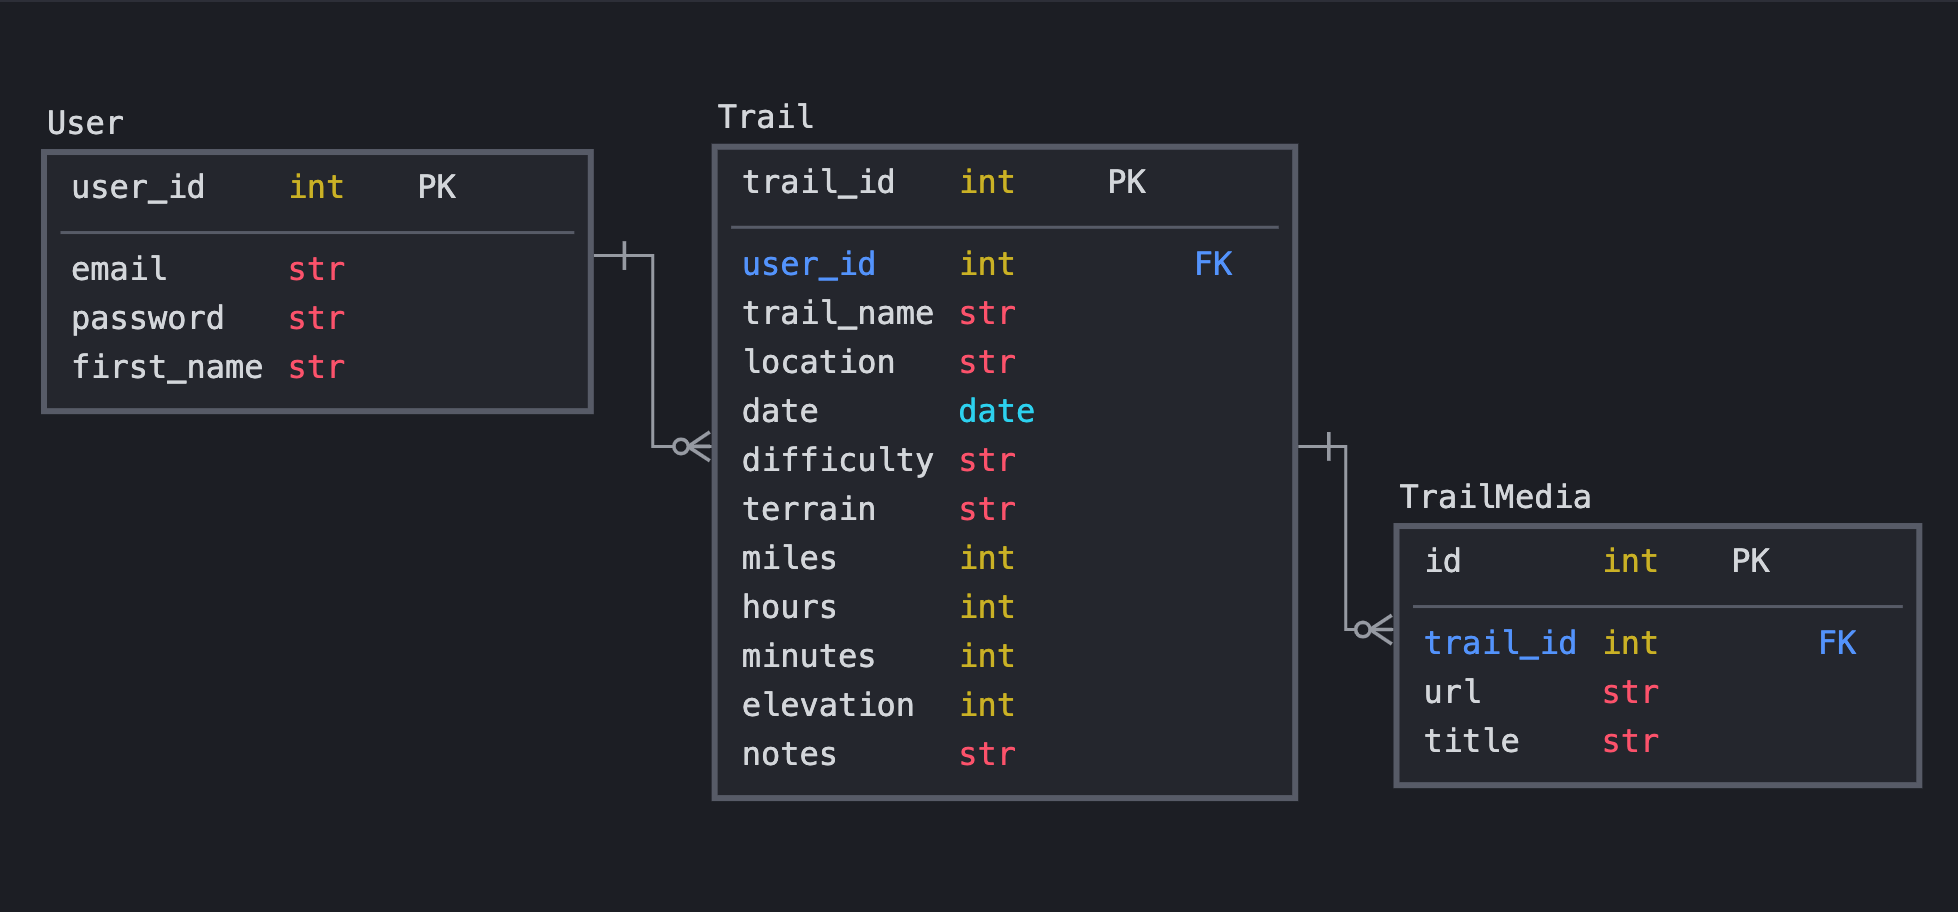 User
user_id int PK
email str
password str
first_name str
Trail
trail_id int PK
user_id int FK
trail_name str
location str
date date
difficulty str
terrain str
miles int
hours int
minutes int
elevation int
notes str
TrailMedia
id int PK
trail_id int FK
url str
title str